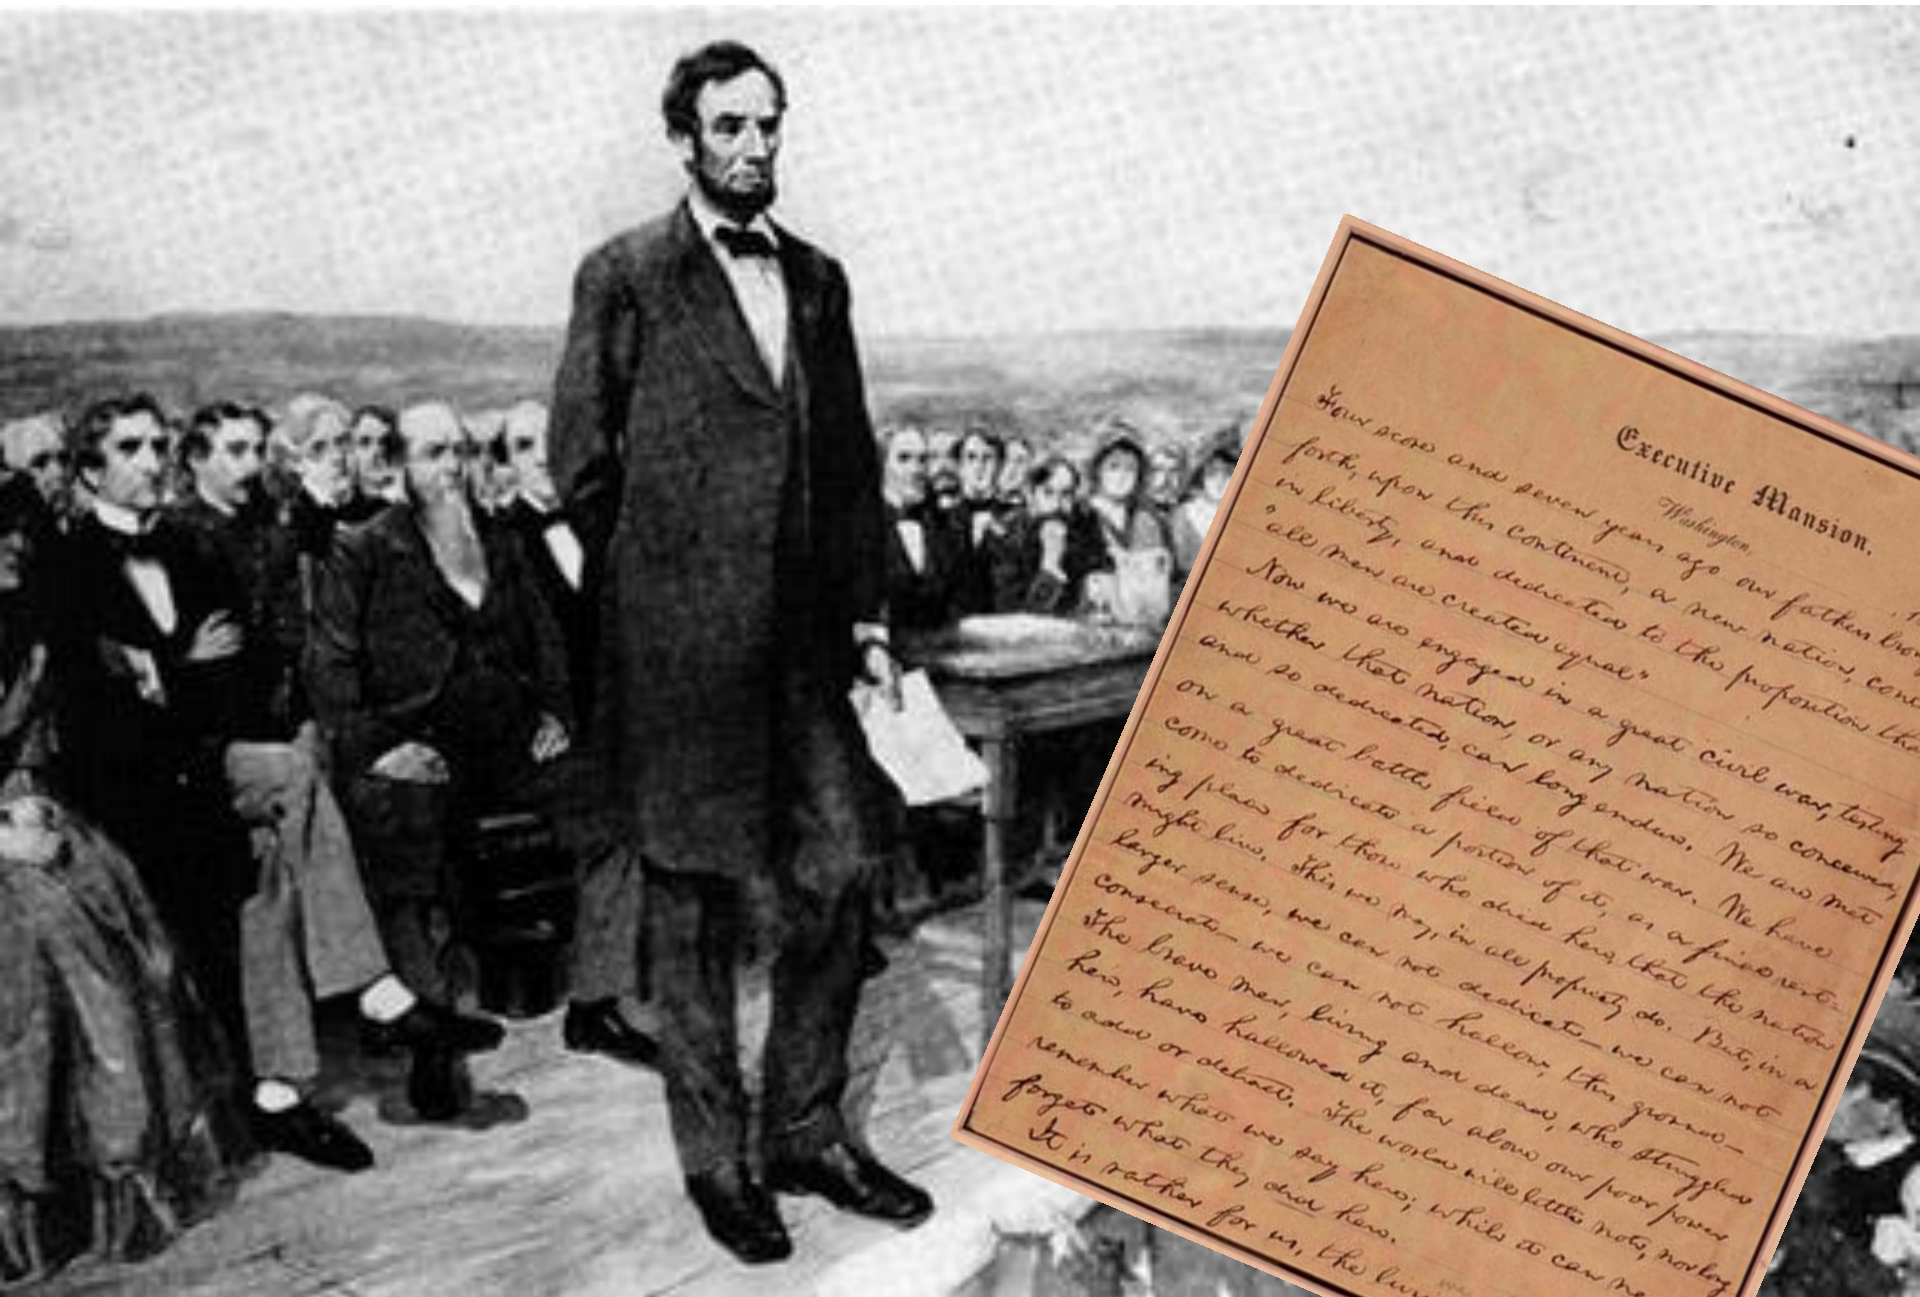 Executive Mansion,
Washington,
Four score and seven years ago our fathers brou
forth, upon this continent, a new nation, conc
in liberty, and dedicated to the proposition tha
"all men are created equal"
Now we are engaged in a great civil war, testing
whether that nation, or any nation so conceived,
and so dedicated, can long endure. We are met
on a great battle field of that war. We have
come to dedicate a portion of it, as a final rest-
ing place for those who died here, that the nation
might live. This we may, in all propriety do. But, in a
larger sense, we can not dedicate — we can not
consecrate — we can not hallow, this ground —
The brave men, living and dead, who struggled
here, have hallowed it, far above our poor power
to add or detract. The world will little note, nor long
remember what we say here; while it can ne
forget what they did here.
It is rather for us, the livi